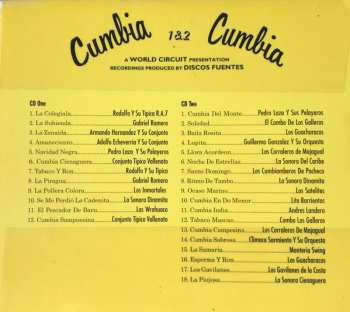 Cumbia 1&2 Cumbia
A WORLD CIRCUIT PRESENTATION
RECORDINGS PRODUCED BY DISCOS FUENTES
CD One
1. La Colegiala. Rodolfo Y Su Tipica R.A.7
2. La Subienda. Gabriel Romero
3. La Zenaida. Armando Hernandez Y Su Conjunto
4. Amaneciendo. Adolfo Echeverria Y Su Conjunto
5. Navidad Negra. Pedro Laza Y Sus Pelayeros
6. Cumbia Cienaguera. Conjunto Tipico Vallenato
7. Tabaco Y Ron. Rodolfo Y Su Tipica
8. La Piragua. Gabriel Romero
9. La Pollera Colora. Los Inmortales
10. Se Me Perdió La Cadenita. La Sonora Dinamita
11. El Pescador De Baru. Los Wrafoaco
12. Cumbia Sampuesana. Conjunto Tipico Vallenato
CD Two
1. Cumbia Del Monte. Pedro Laza Y Sus Pelayeros
2. Soledad. El Combo De Los Galleros
3. Baila Rosita. Los Guacharacos
4. Lupita. Guillermo Gonzalez Y Su Orquesta
5. Llora Acordeon. Los Corraleros De Majagual
6. Noche De Estrellas. La Sonora Del Caribe
7. Santo Domingo. Los Cumbiamberos De Pacheco
8. Ritmo De Tambo. La Sonora Dinamita
9. Ocaso Marino. Los Satelites
10. Cumbia En Do Menor. Lito Barrientos
11. Cumbia India. Andres Landero
12. Tabaco Mascao. Combo Los Galleros
13. Cumbia Campesina. Los Corraleros De Majagual
14. Cumbia Sabrosa. Climaco Sarmiento Y Su Orquesta
15. La Samaria. Monteria Swing
16. Esperma Y Ron. Los Guacharacos
17. Los Gavilanes. Los Gavilanes de la Costa
18. La Piojosa. La Sonora Cienaguera